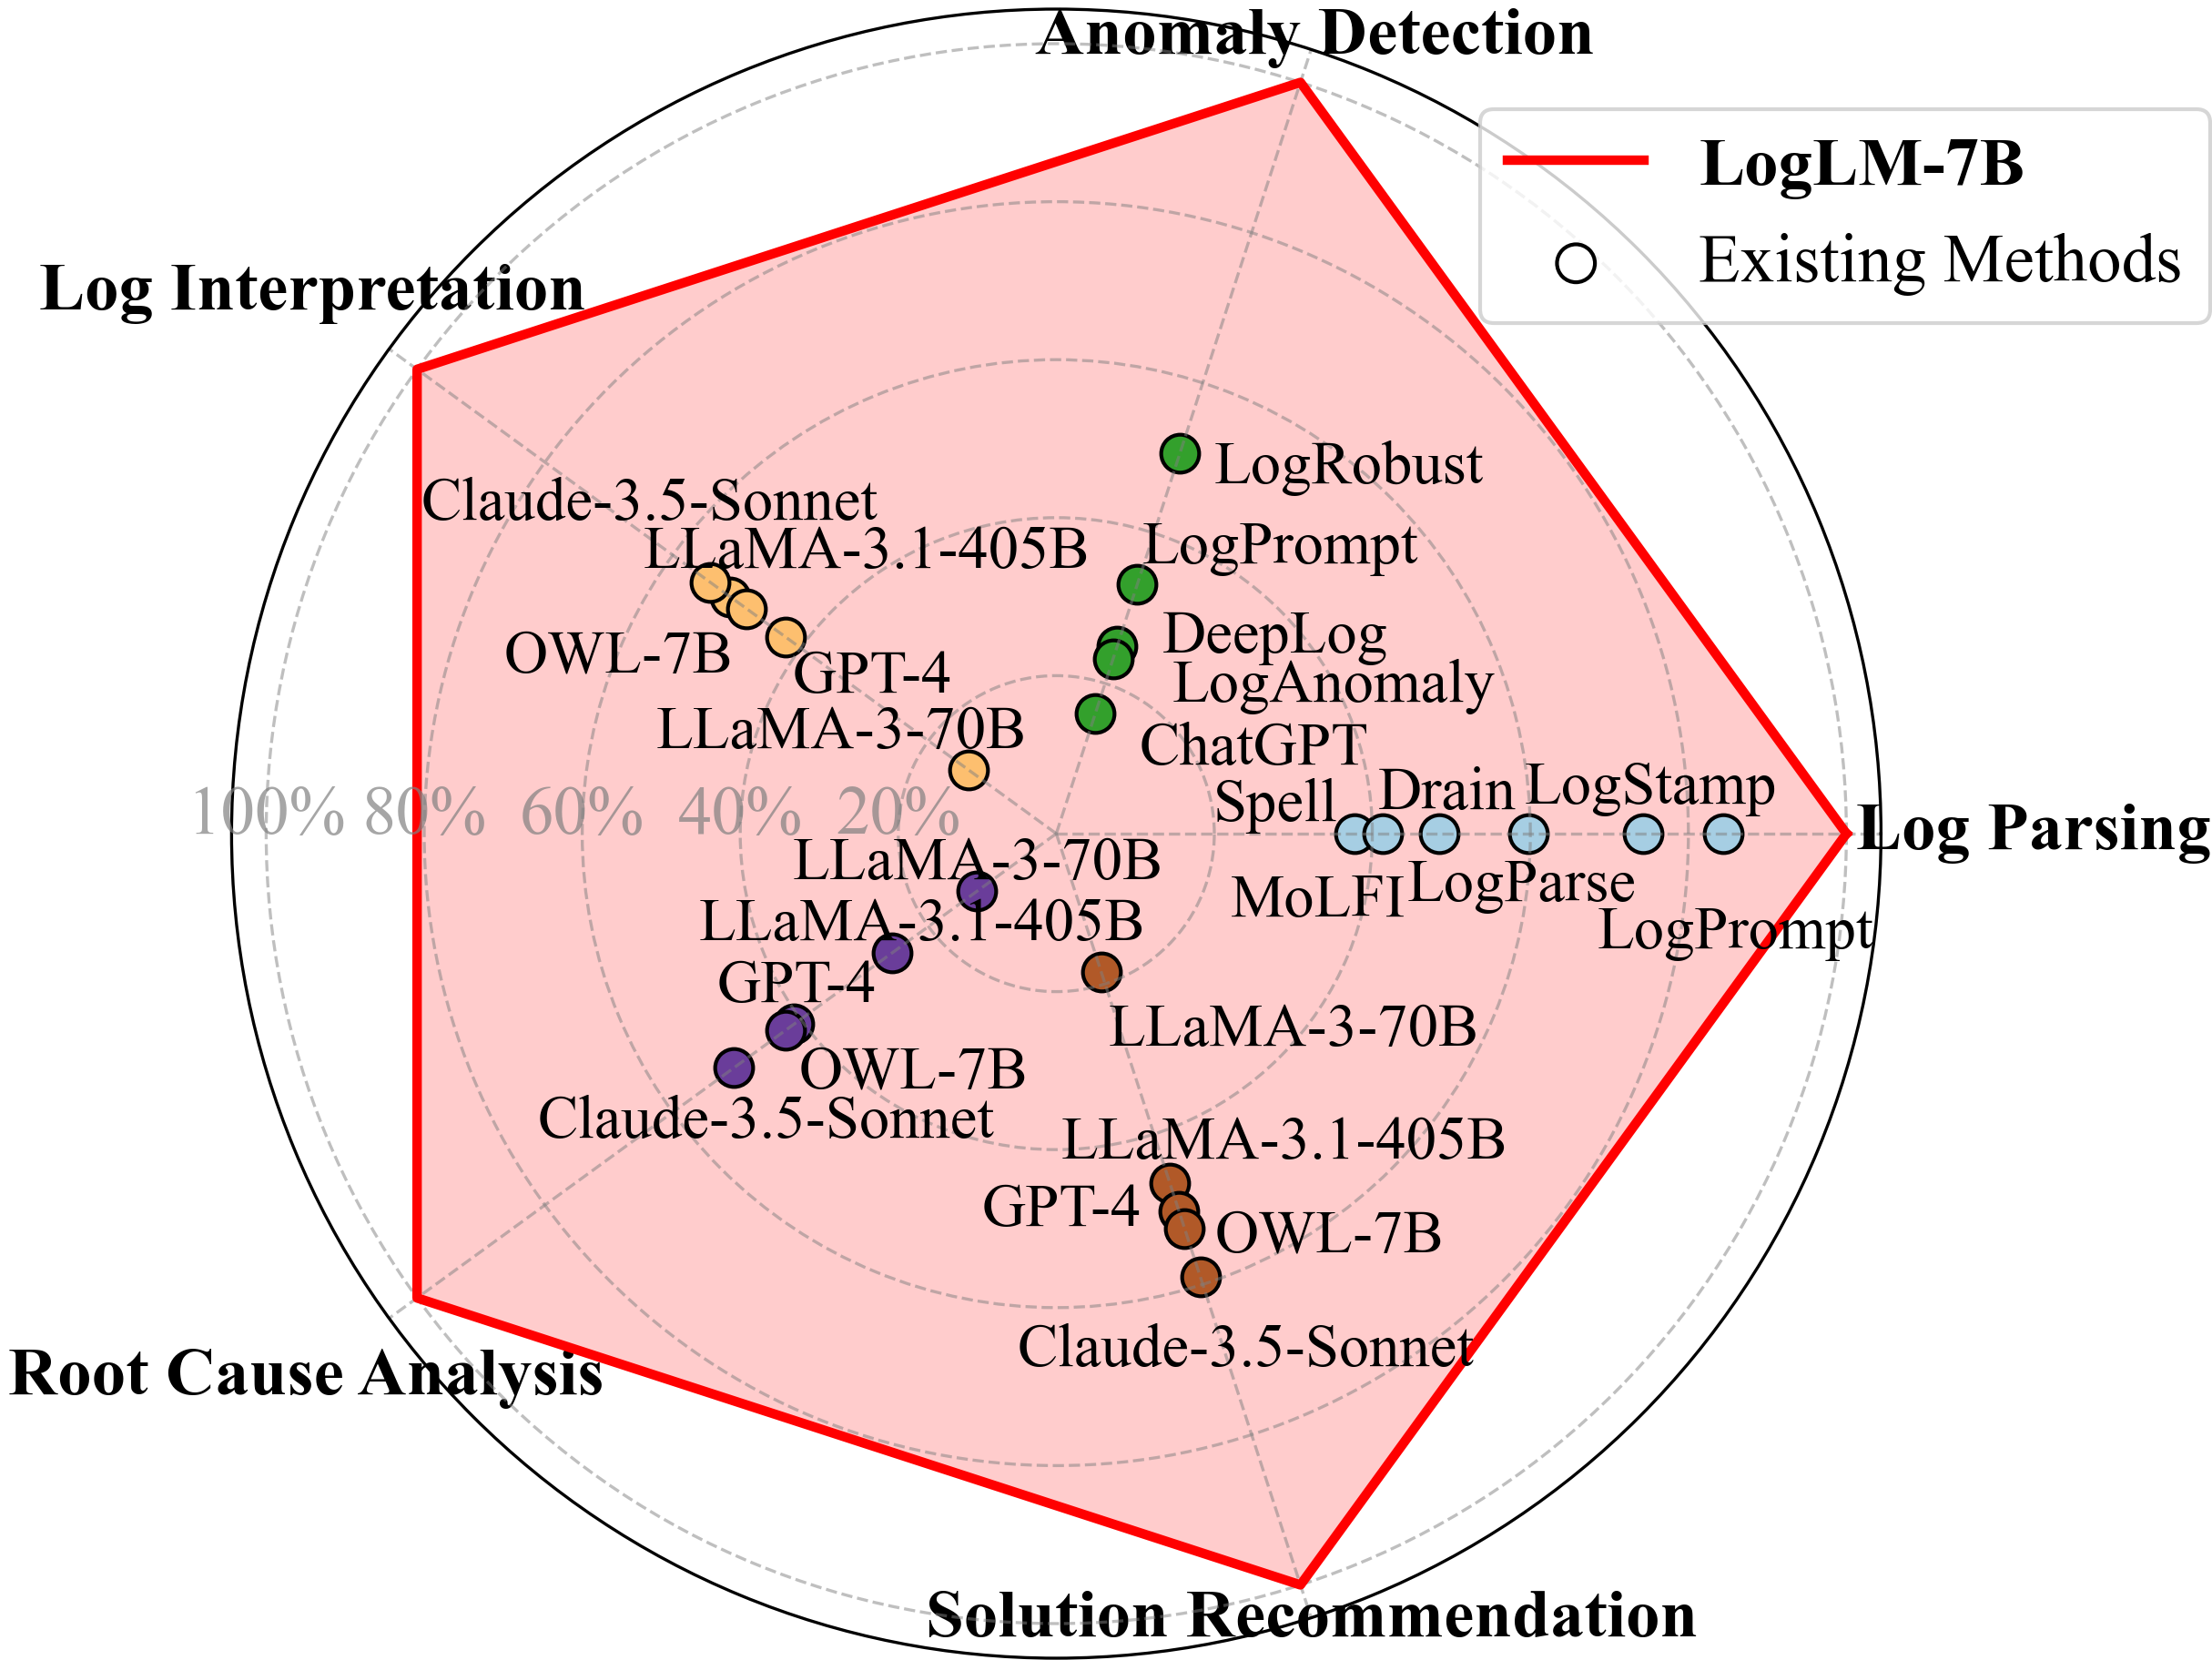 Anomaly Detection
LogLM-7B
Existing Methods
Log Interpretation
LogRobust
Claude-3.5-Sonnet
LLaMA-3.1-405B
LogPrompt
OWL-7B
GPT-4
DeepLog
LogAnomaly
LLaMA-3-70B
ChatGPT
100% 80% 60% 40% 20%
Spell
Drain
LogStamp
Log Parsing
LLaMA-3-70B
MoLFI
LogParse
LogPrompt
LLaMA-3.1-405B
GPT-4
LLaMA-3-70B
OWL-7B
Claude-3.5-Sonnet
LLaMA-3.1-405B
GPT-4
OWL-7B
Claude-3.5-Sonnet
Root Cause Analysis
Solution Recommendation